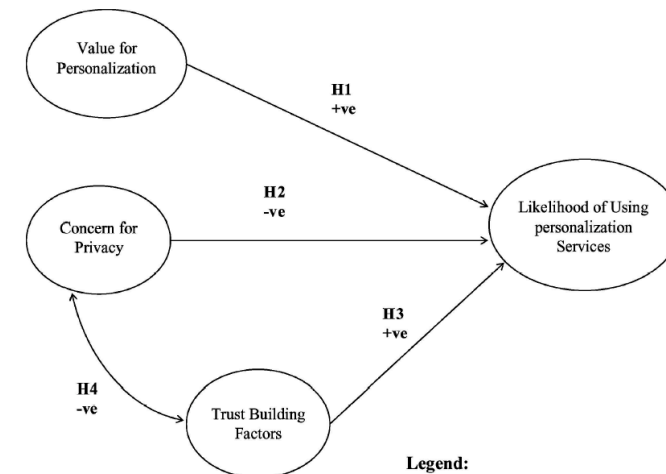 Value for
Personalization
H1
+ve
H2
-ve
Likelihood of Using
personalization
Services
Concern for
Privacy
H3
+ve
H4
-ve
Trust Building
Factors
Legend: